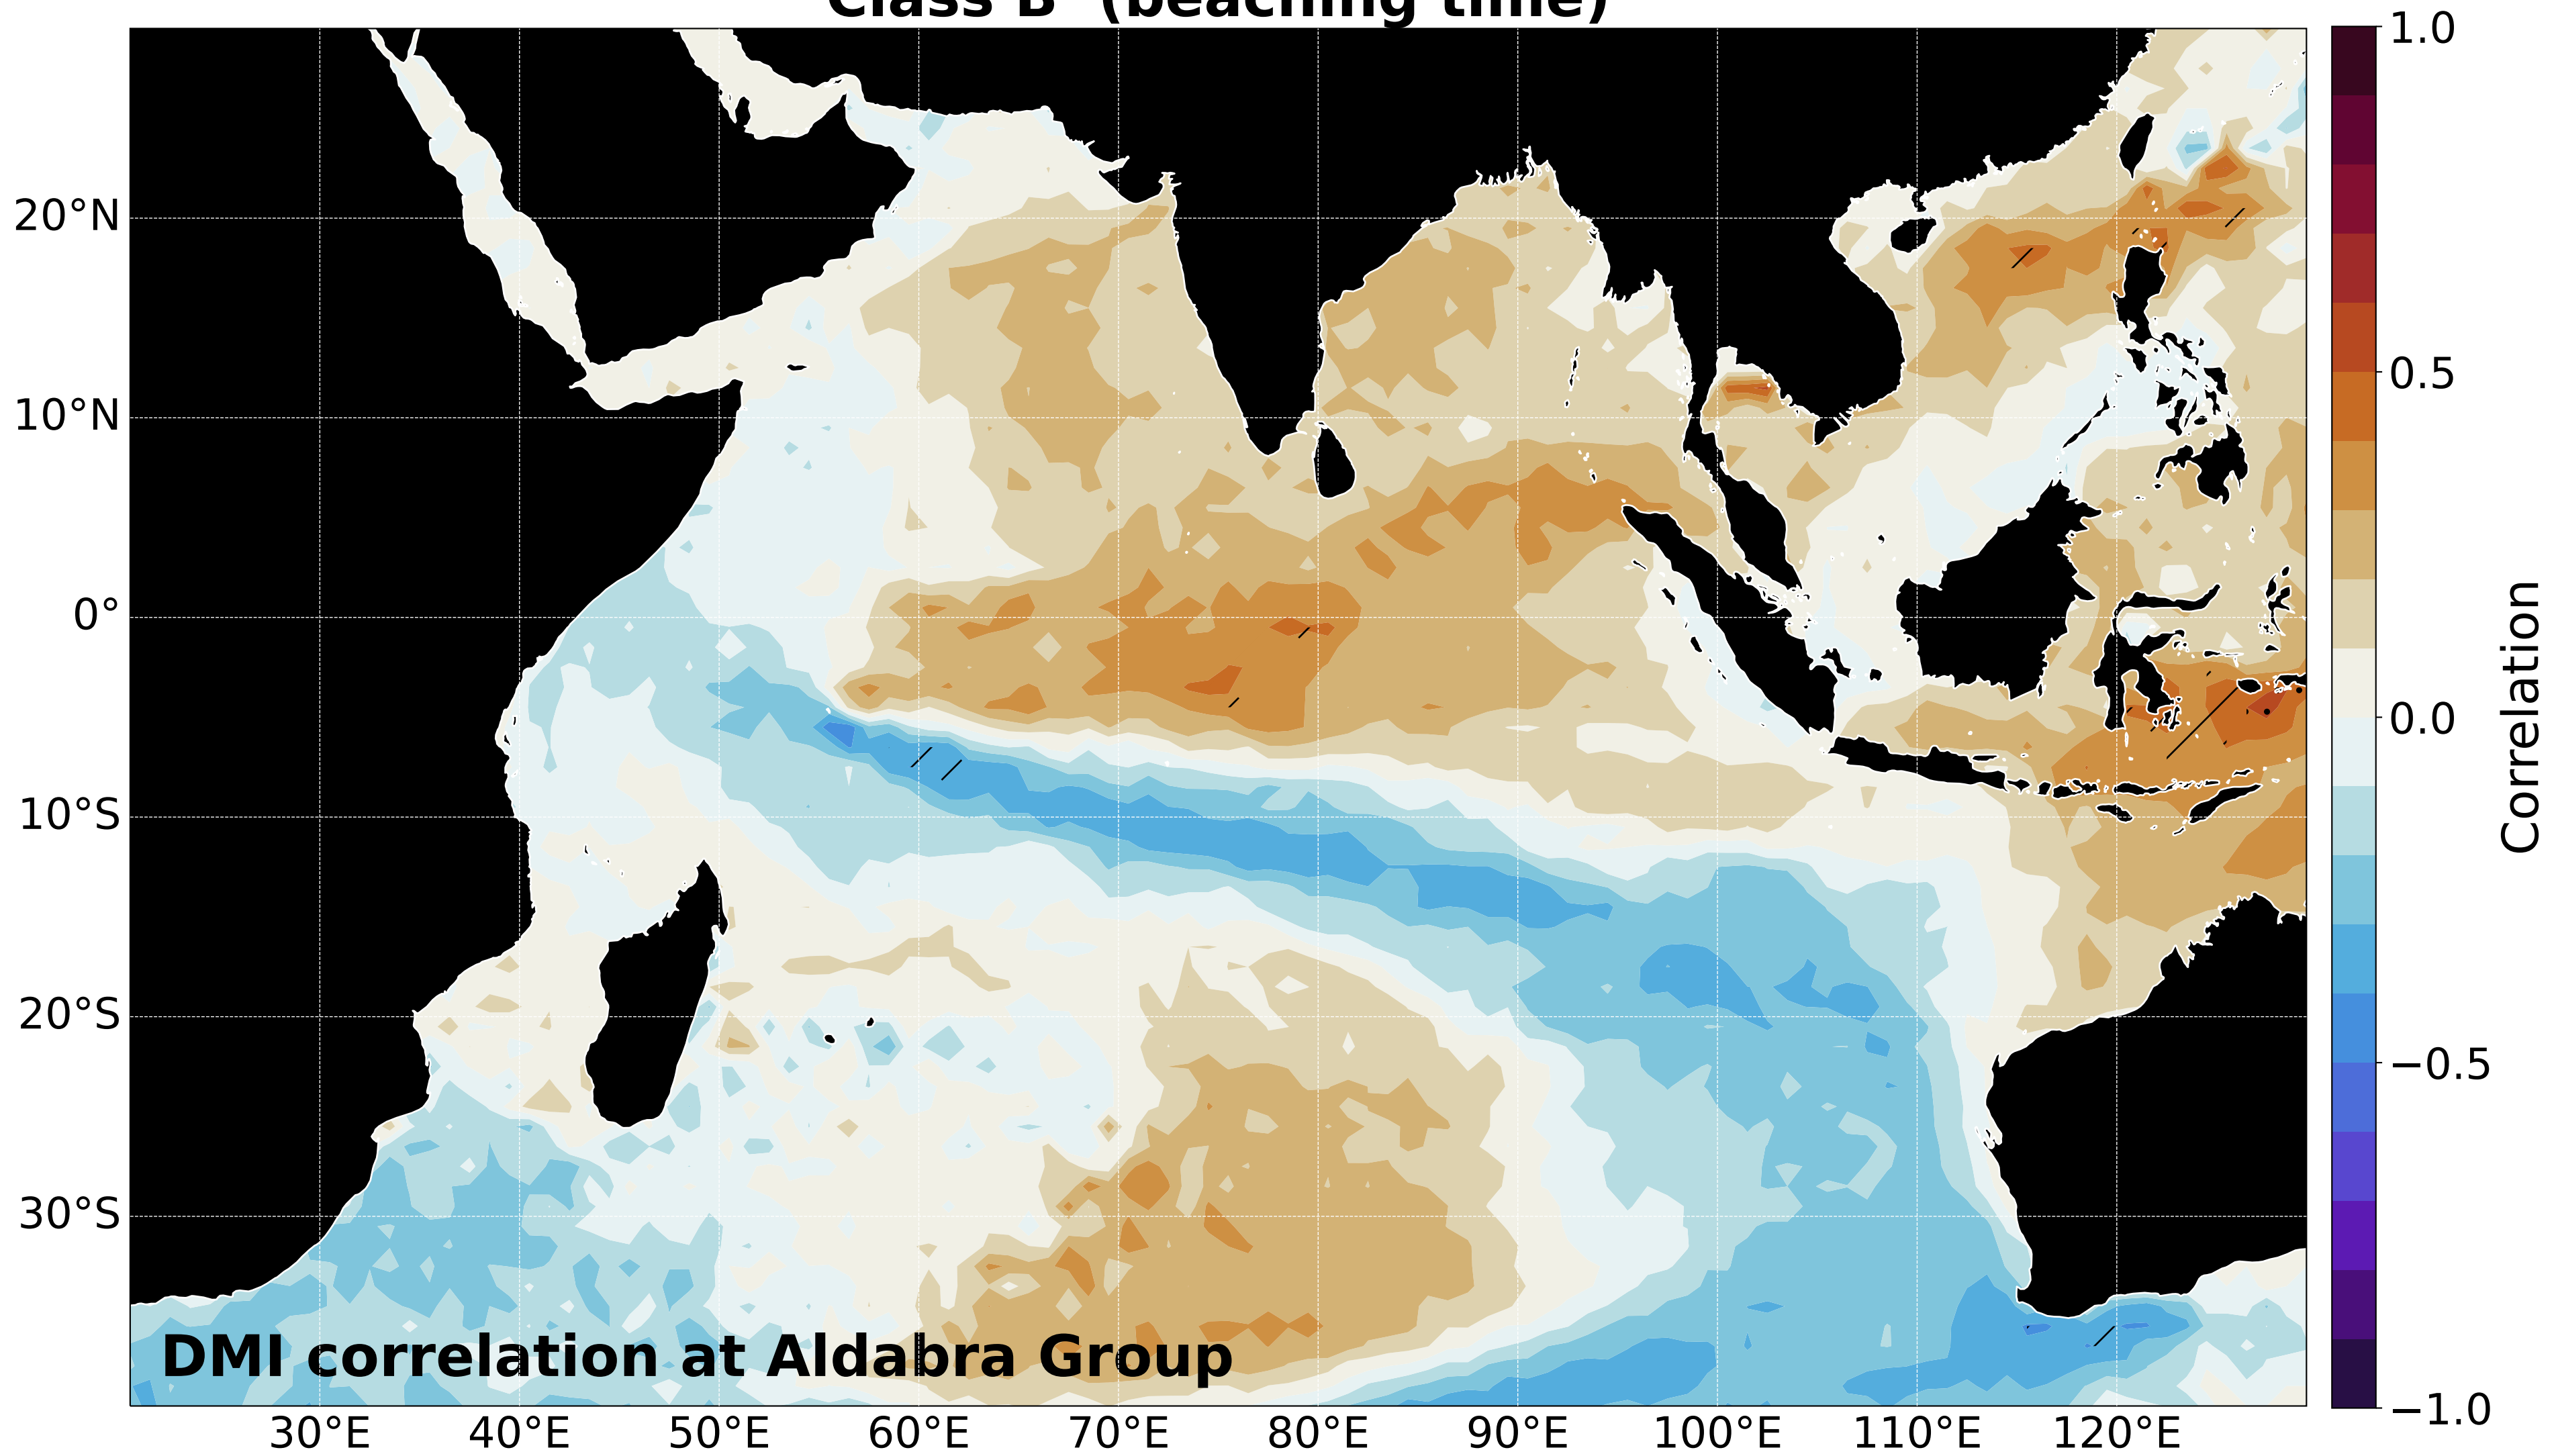 Class B (beaching time)
1.0
20°N
0.5
10°N
0°
0.0
Correlation
10°S
20°S
−0.5
30°S
DMI correlation at Aldabra Group
−1.0
30°E 40°E 50°E 60°E 70°E 80°E 90°E 100°E 110°E 120°E